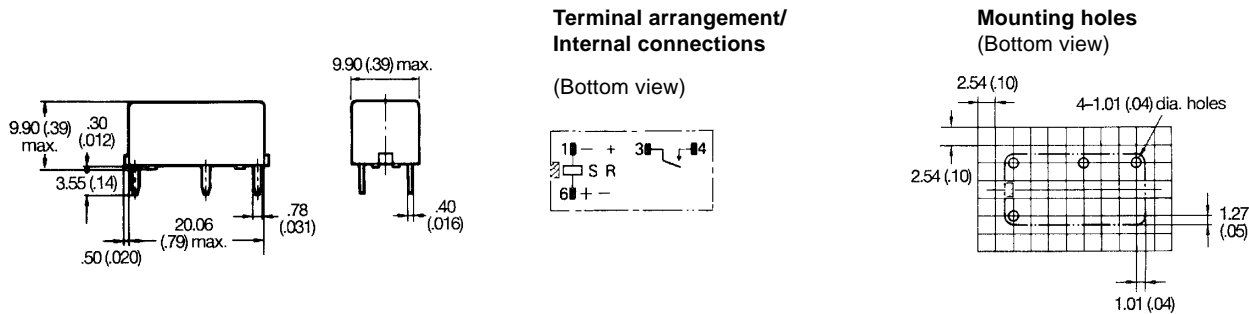 Terminal arrangement/
Internal connections
(Bottom view)
Mounting holes
(Bottom view)
9.90 (.39) max.
9.90 (.39)
max.
.30
(.012)
3.55 (.14)
20.06
(.79) max.
.50 (.020)
.78
(.031)
.40
(.016)
1 – + 3 4
S R
6 + –
2.54 (.10)
4–1.01 (.04) dia. holes
2.54 (.10)
1.27
(.05)
1.01 (.04)